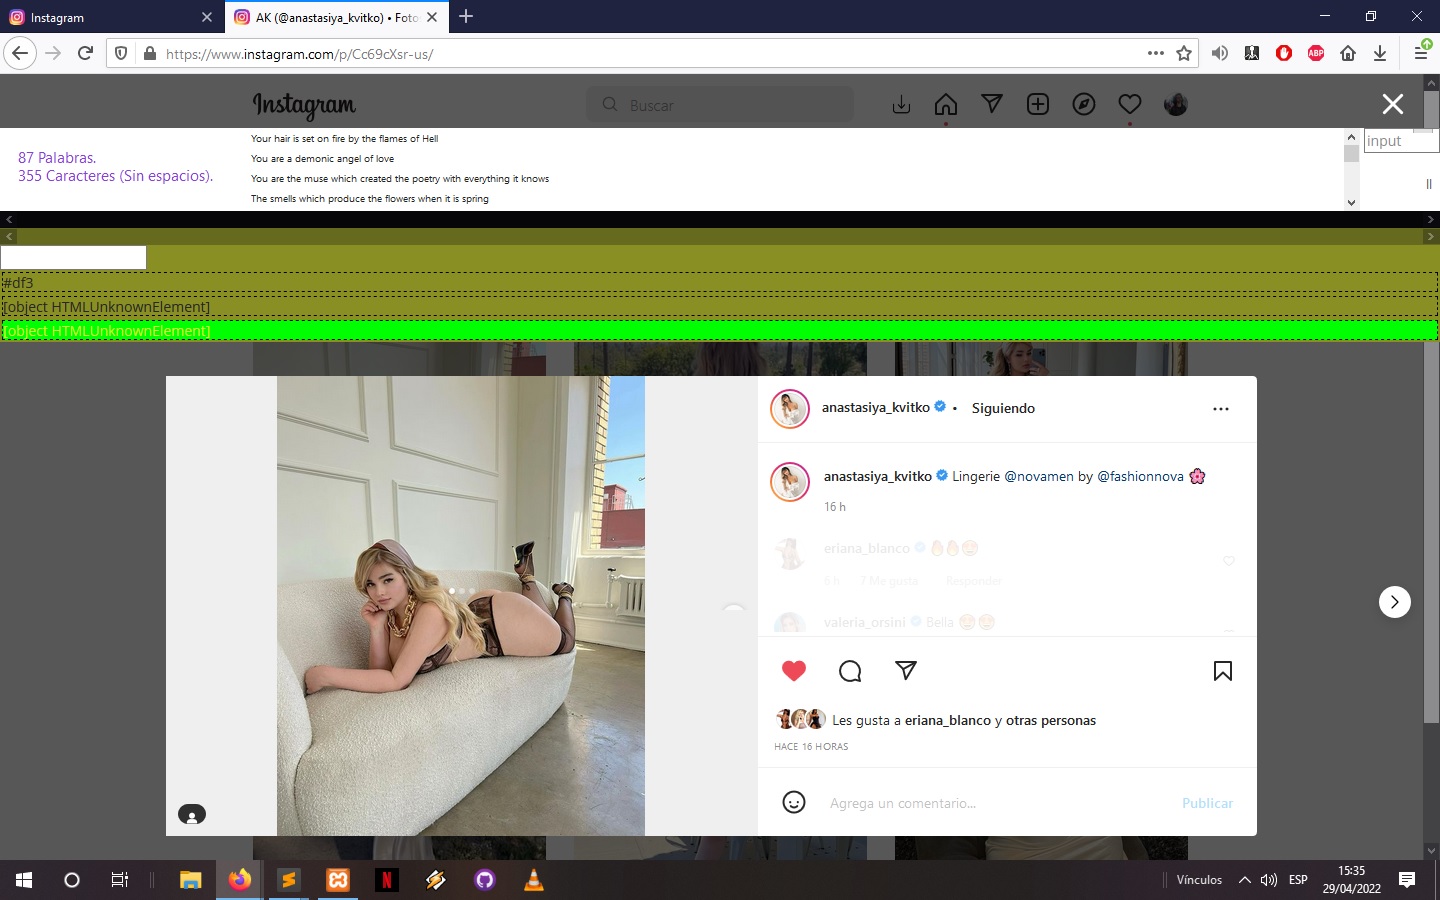 Instagram
AK (@anastasiya_kvitko) • Foto
https://www.instagram.com/p/Cc69cXsr-us/
ABP
Instagram
Buscar
87 Palabras.
355 Caracteres (Sin espacios).
Your hair is set on fire by the flames of Hell
You are a demonic angel of love
You are the muse which created the poetry with everything it knows
The smells which produce the flowers when it is spring
input
||
#df3
[object HTMLUnknownElement]
[object HTMLUnknownElement]
anastasiya_kvitko • Siguiendo
anastasiya_kvitko Lingerie @novamen by @fashionnova 🌸
16 h
eriana_blanco 🔥🔥😍
6 h 7 Me gusta Responder
valeria_orsini Bella 😍😍
Les gusta a eriana_blanco y otras personas
HACE 16 HORAS
Agrega un comentario...
Publicar
N
Vínculos
ESP
15:35
29/04/2022